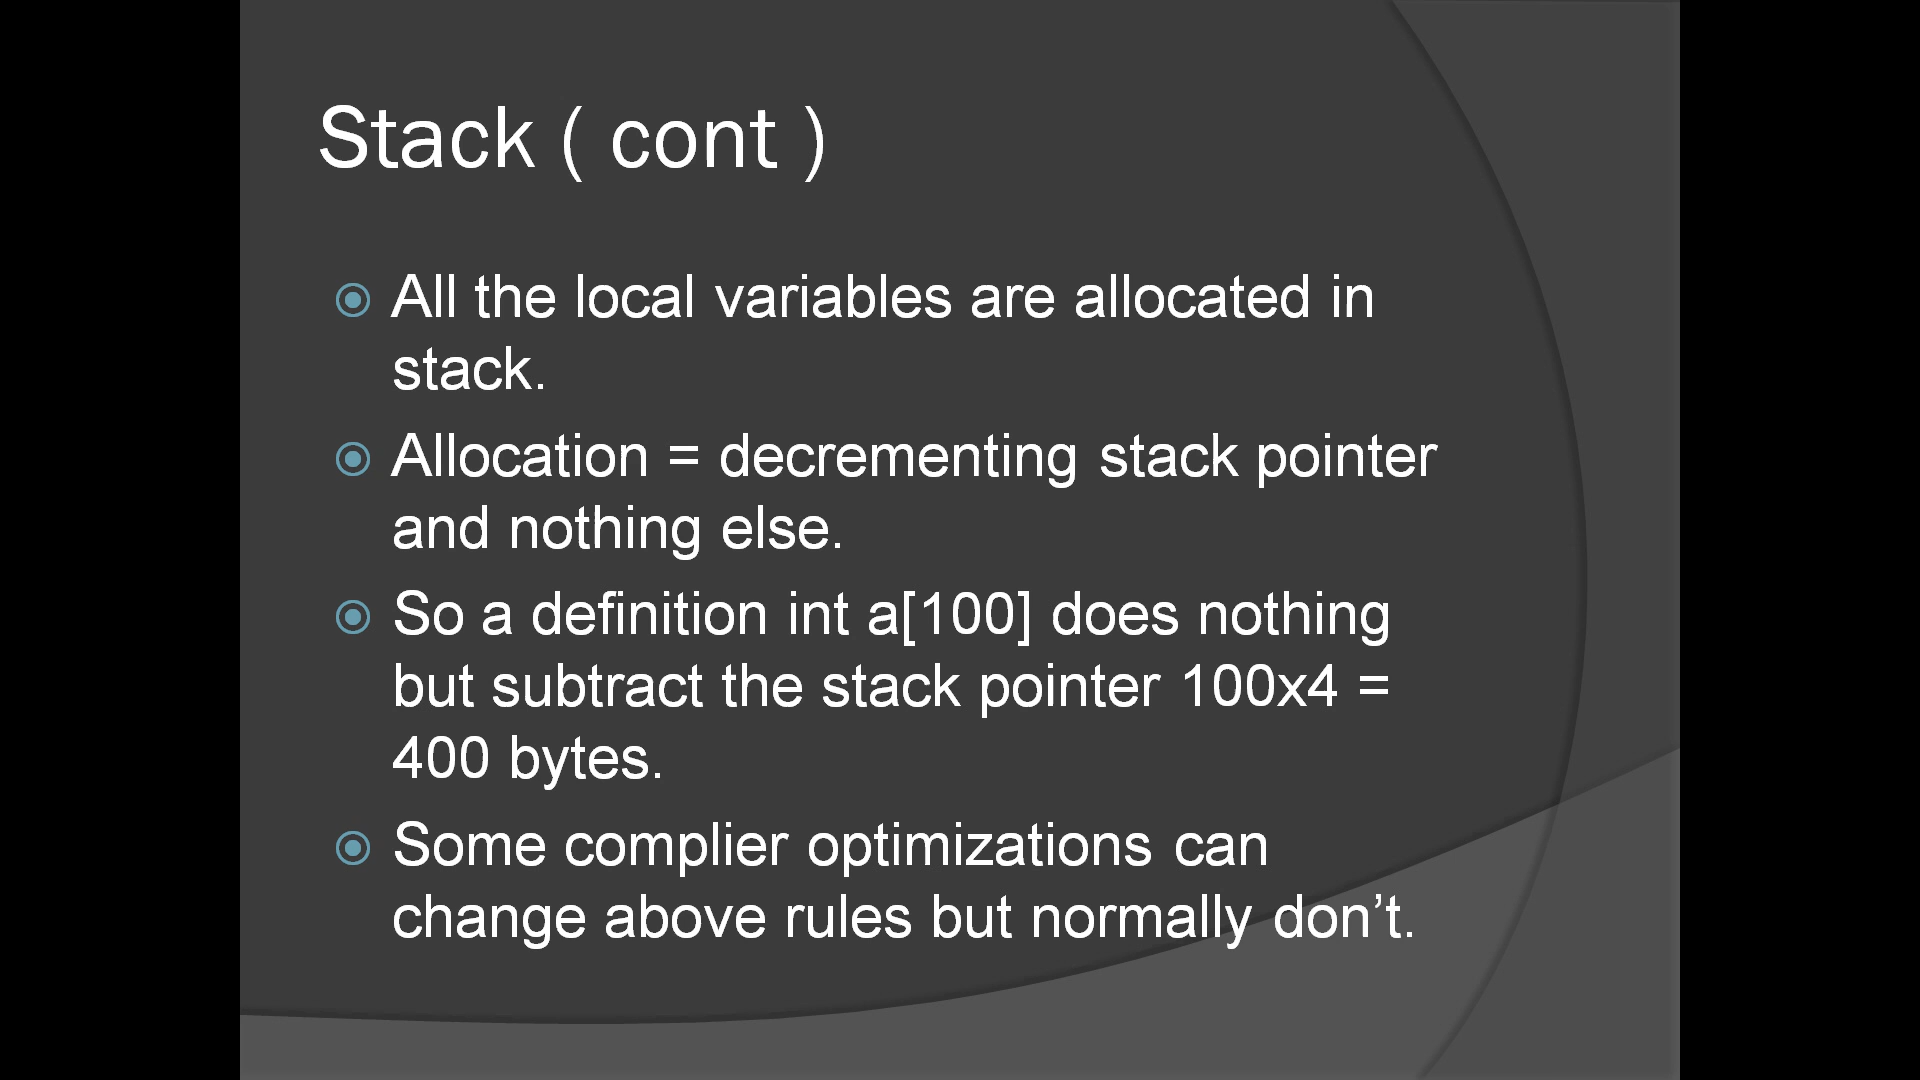 Stack ( cont )
All the local variables are allocated in
stack.
Allocation = decrementing stack pointer
and nothing else.
So a definition int a[100] does nothing
but subtract the stack pointer 100x4 =
400 bytes.
Some complier optimizations can
change above rules but normally don’t.